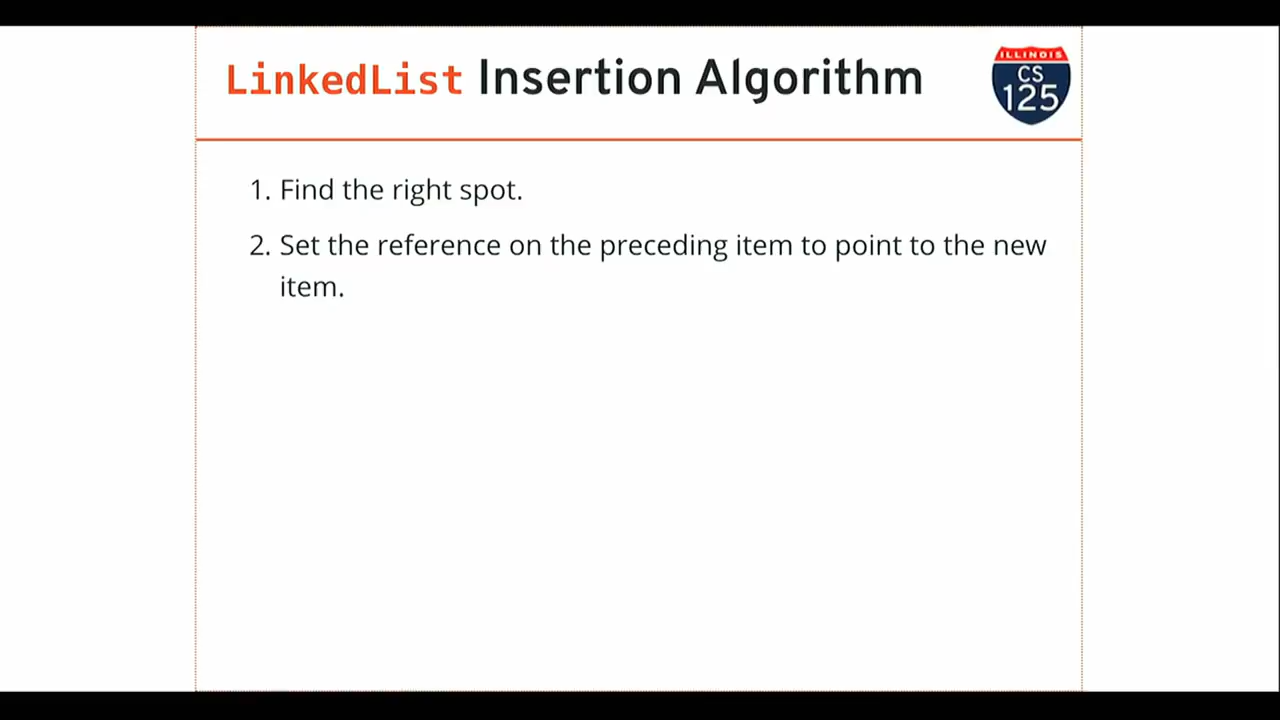 LinkedList Insertion Algorithm
ILLINOIS
CS
125
1. Find the right spot.
2. Set the reference on the preceding item to point to the new
item.